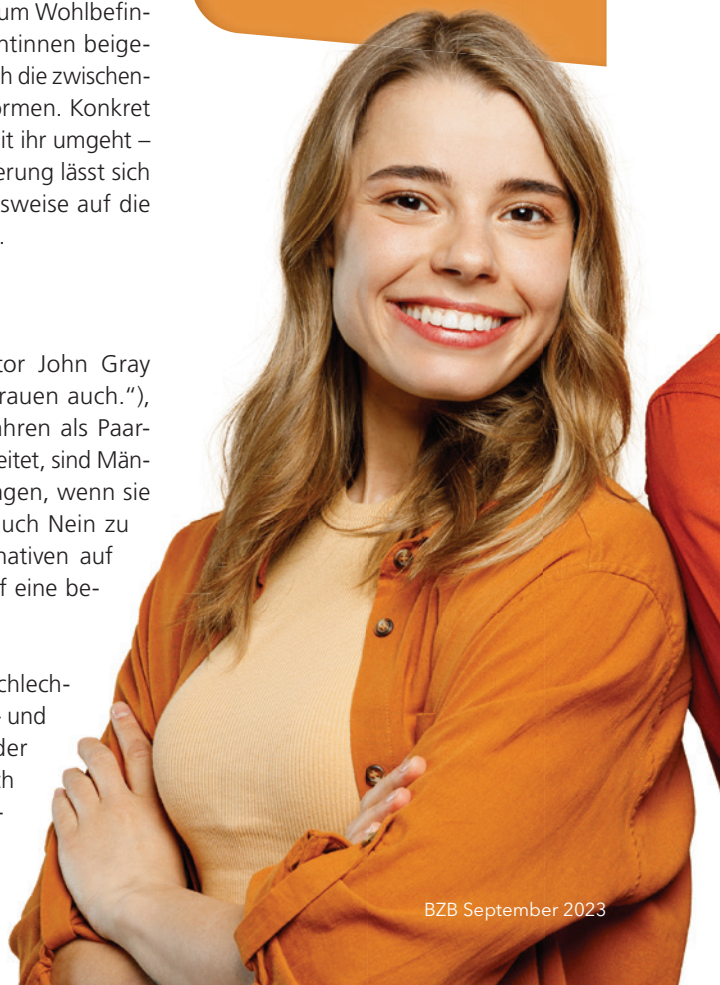 um Wohlbefin-
ntinnen beige-
h die zwischen-
ormen. Konkret
it ihr umgeht –
erung lässt sich
sweise auf die
.
tor John Gray
rauen auch.“),
ahren als Paar-
eitet, sind Män-
ngen, wenn sie
uch Nein zu
nativen auf
f eine be-
chlech-
- und
der
ch
-
BZB September 2023